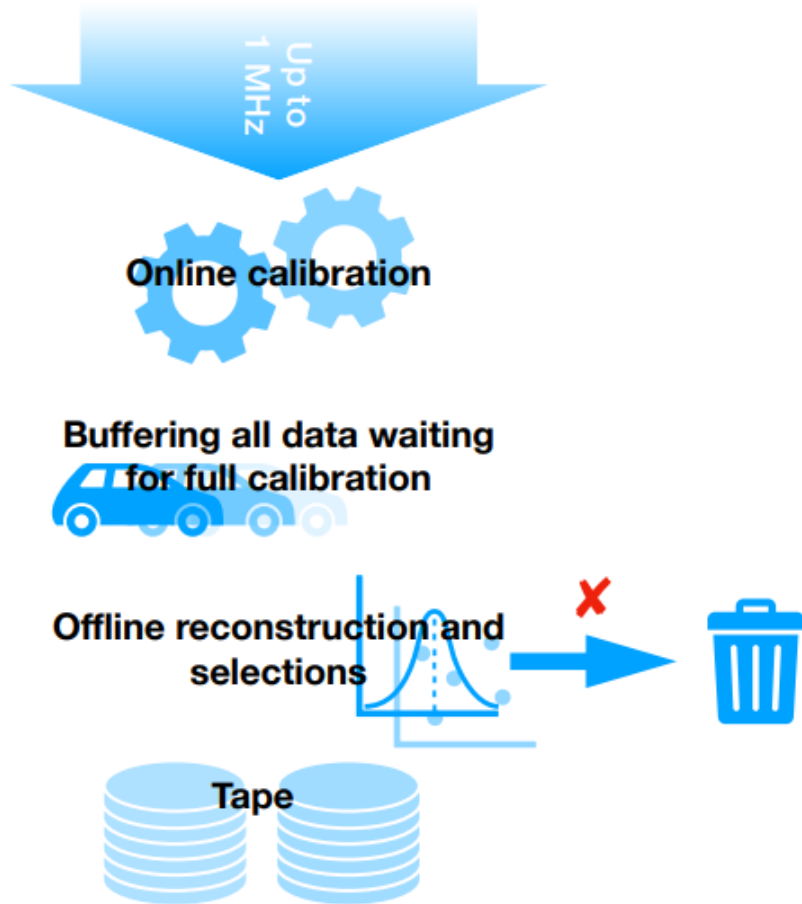 Up to
1 MHz
Online calibration
Buffering all data waiting
for full calibration
Offline reconstruction and
selections
Tape